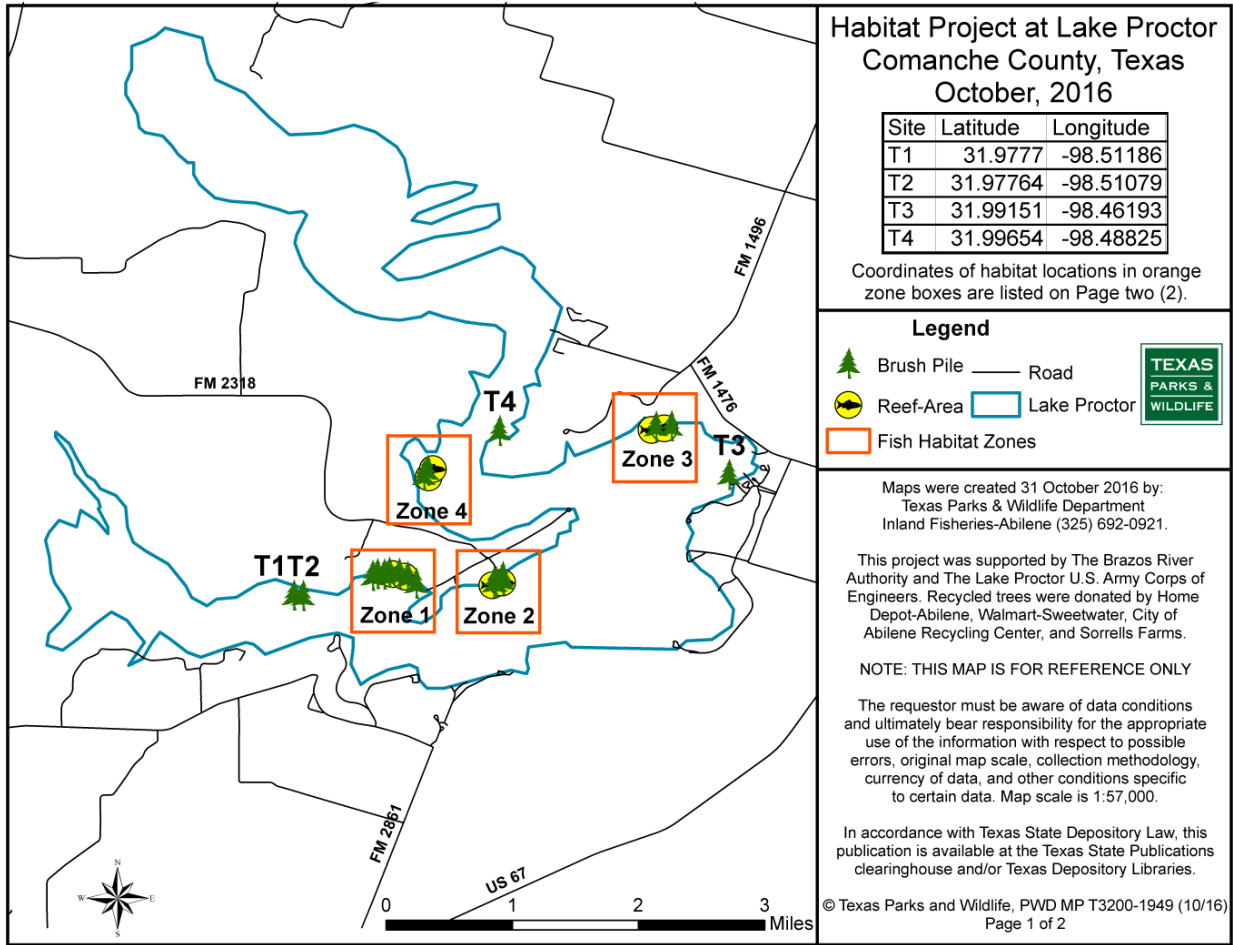 FM 1496
FM 1476
FM 2318
T4
T3
Zone 3
Zone 4
T1T2
Zone 1
Zone 2
FM 2861
US 67
N
W
E
S
0 1 2 3
Miles
Habitat Project at Lake Proctor
Comanche County, Texas
October, 2016
Site Latitude Longitude
T1 31.9777 -98.51186
T2 31.97764 -98.51079
T3 31.99151 -98.46193
T4 31.99654 -98.48825
Coordinates of habitat locations in orange
zone boxes are listed on Page two (2).
Legend
Brush Pile
Road
Reef-Area
Lake Proctor
Fish Habitat Zones
TEXAS
PARKS &
WILDLIFE
Maps were created 31 October 2016 by:
Texas Parks & Wildlife Department
Inland Fisheries-Abilene (325) 692-0921.
This project was supported by The Brazos River
Authority and The Lake Proctor U.S. Army Corps of
Engineers. Recycled trees were donated by Home
Depot-Abilene, Walmart-Sweetwater, City of
Abilene Recycling Center, and Sorrells Farms.
NOTE: THIS MAP IS FOR REFERENCE ONLY
The requestor must be aware of data conditions
and ultimately bear responsibility for the appropriate
use of the information with respect to possible
errors, original map scale, collection methodology,
currency of data, and other conditions specific
to certain data. Map scale is 1:57,000.
In accordance with Texas State Depository Law, this
publication is available at the Texas State Publications
clearinghouse and/or Texas Depository Libraries.
© Texas Parks and Wildlife, PWD MP T3200-1949 (10/16)
Page 1 of 2